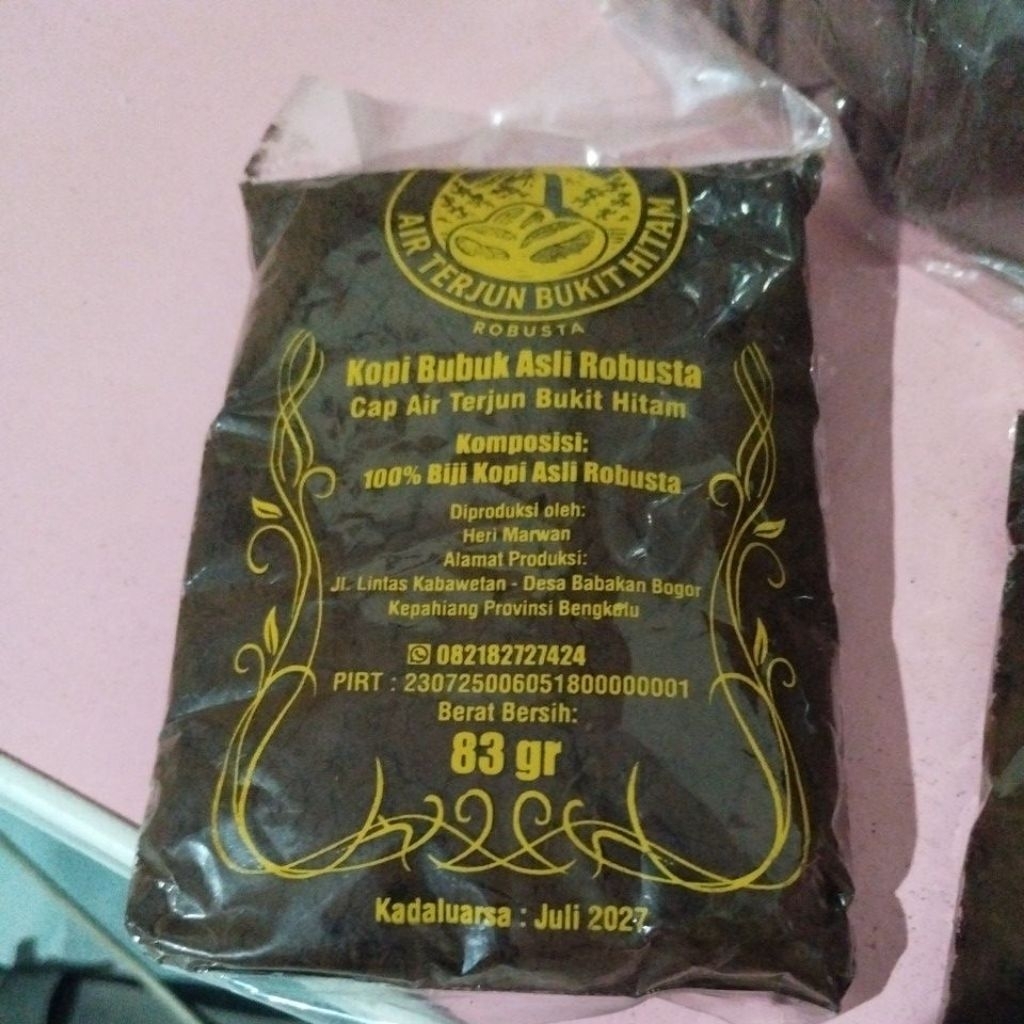 AIR TERJUN BUKIT HITAM
ROBUSTA
Kopi Bubuk Asli Robusta
Cap Air Terjun Bukit Hitam
Komposisi:
100% Biji Kopi Asli Robusta
Diproduksi oleh:
Heri Marwan
Alamat Produksi:
Jl. Lintas Kabawetan - Desa Babakan Bogor
Kepahiang Provinsi Bengkulu
082182727424
PIRT : 230725006051800000001
Berat Bersih:
83 gr
Kadaluarsa : Juli 2027